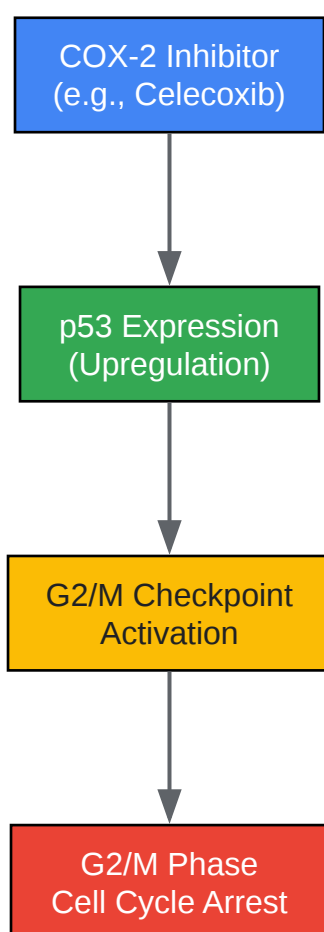 COX-2 Inhibitor
(e.g., Celecoxib)
p53 Expression
(Upregulation)
G2/M Checkpoint
Activation
G2/M Phase
Cell Cycle Arrest